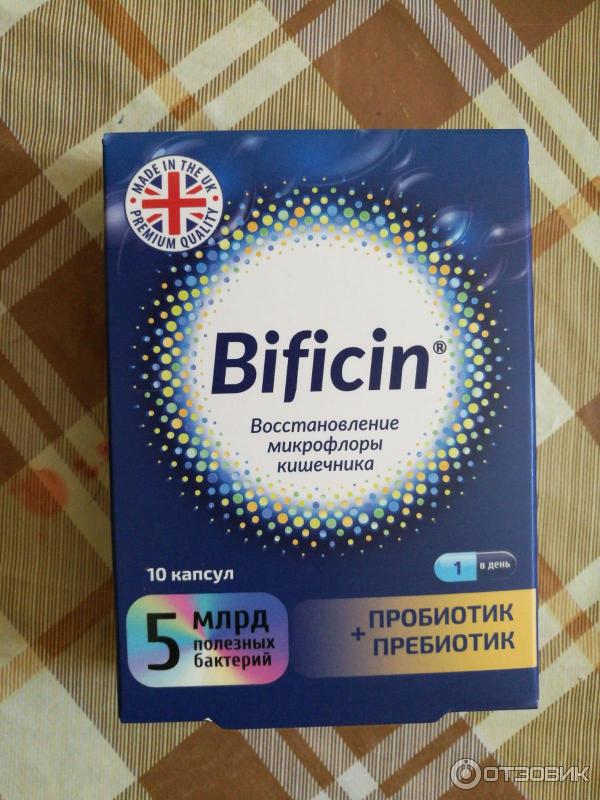 MADE IN THE UK
PREMIUM QUALITY
Bificin®
Восстановление
микрофлоры
кишечника
10 капсул
1 в день
5 млрд
полезных
бактерий
ПРОБИОТИК
+ ПРЕБИОТИК
ОТЗОВИК